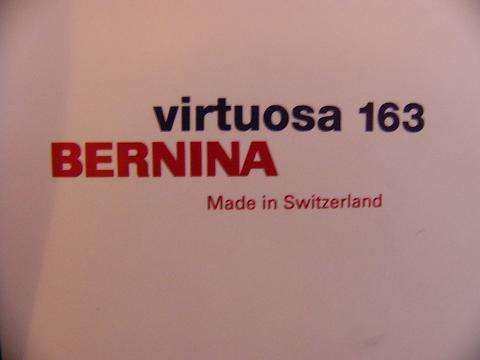 virtuosa 163
BERNINA
Made in Switzerland